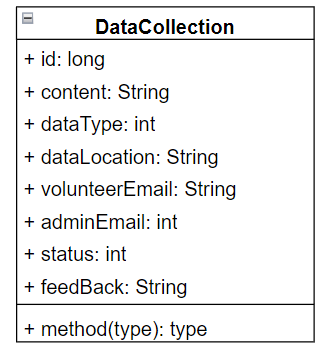 DataCollection
+ id: long
+ content: String
+ dataType: int
+ dataLocation: String
+ volunteerEmail: String
+ adminEmail: int
+ status: int
+ feedBack: String
+ method(type): type